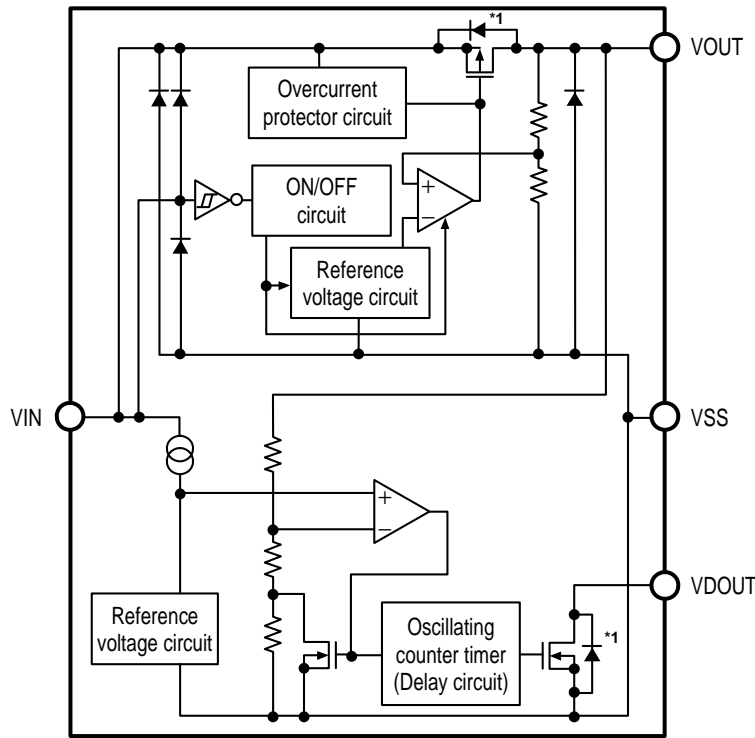 *1
VOUT
Overcurrent
protector circuit
ON/OFF
circuit
+
−
Reference
voltage circuit
VIN
VSS
+
−
VDOUT
Reference
voltage circuit
Oscillating
counter timer
(Delay circuit)
*1